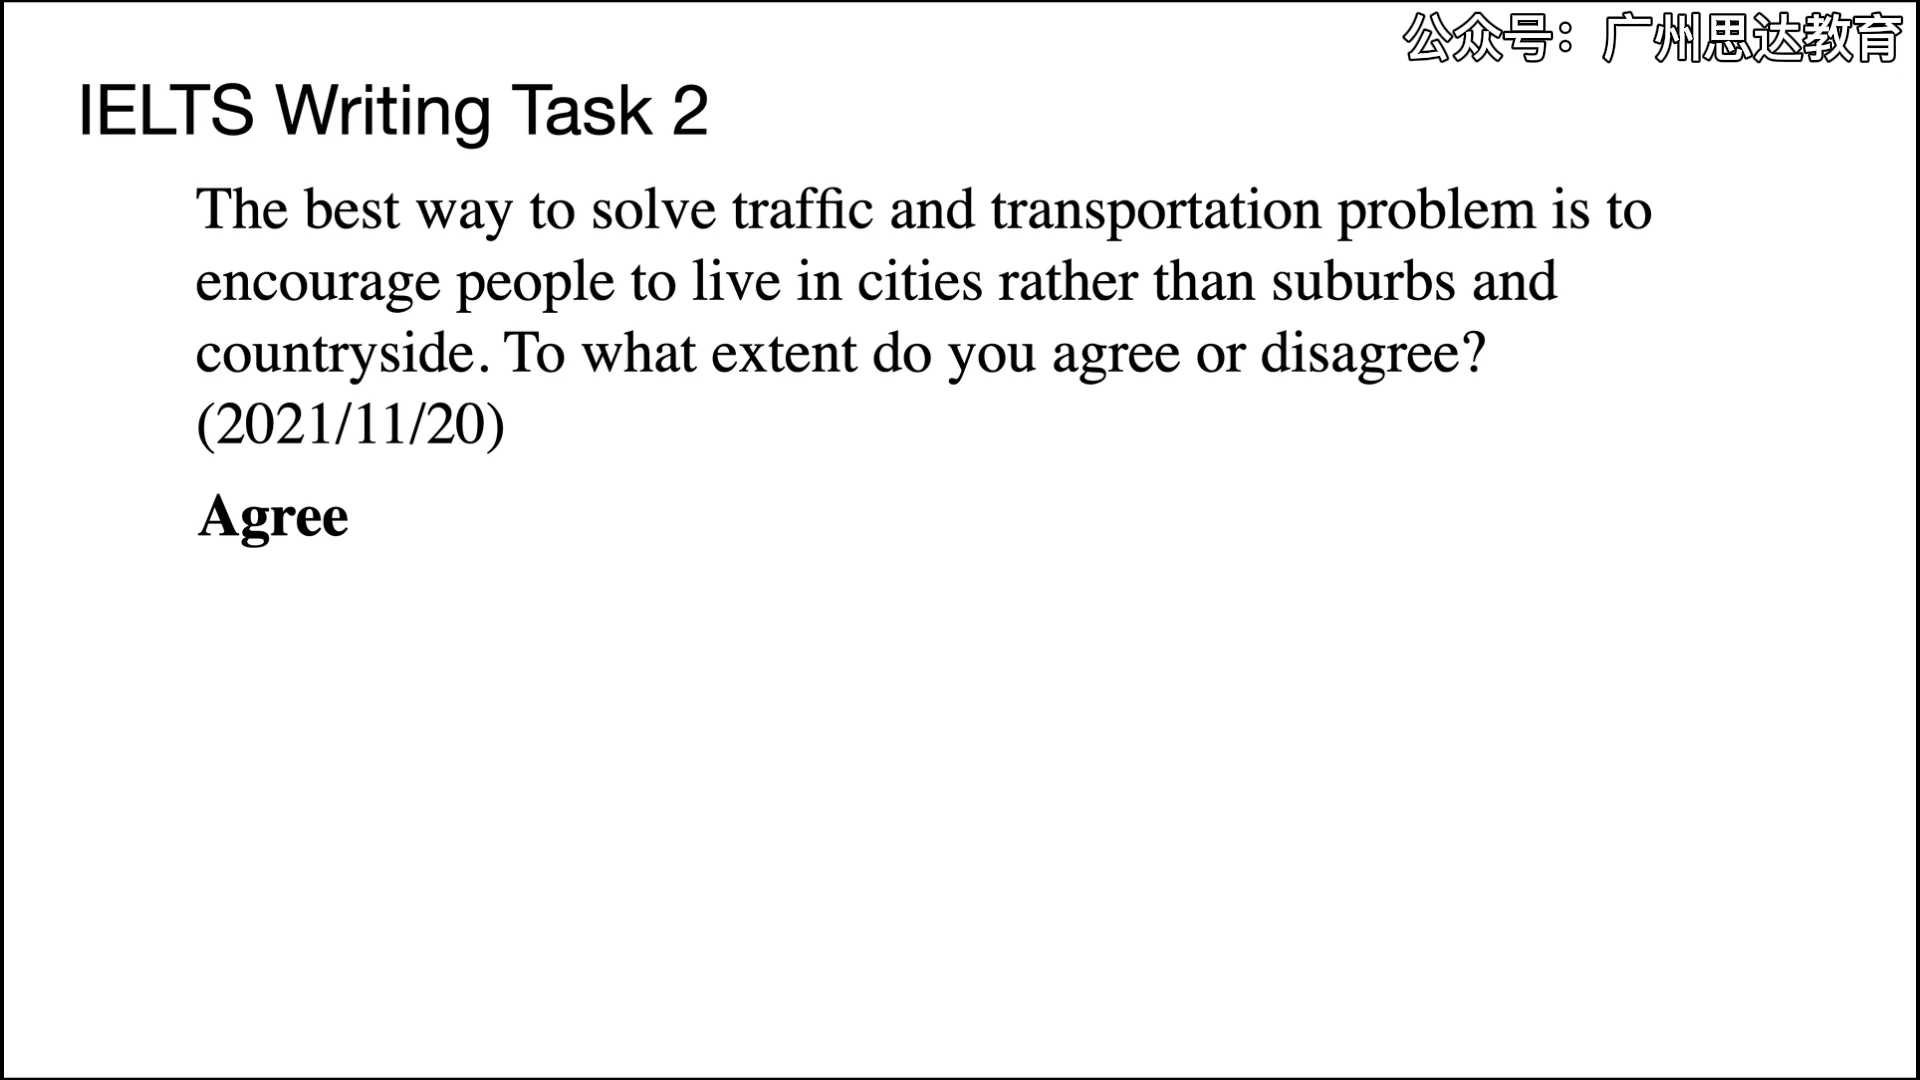 公众号：广州思达教育
IELTS Writing Task 2
The best way to solve traffic and transportation problem is to
encourage people to live in cities rather than suburbs and
countryside. To what extent do you agree or disagree?
(2021/11/20)
Agree